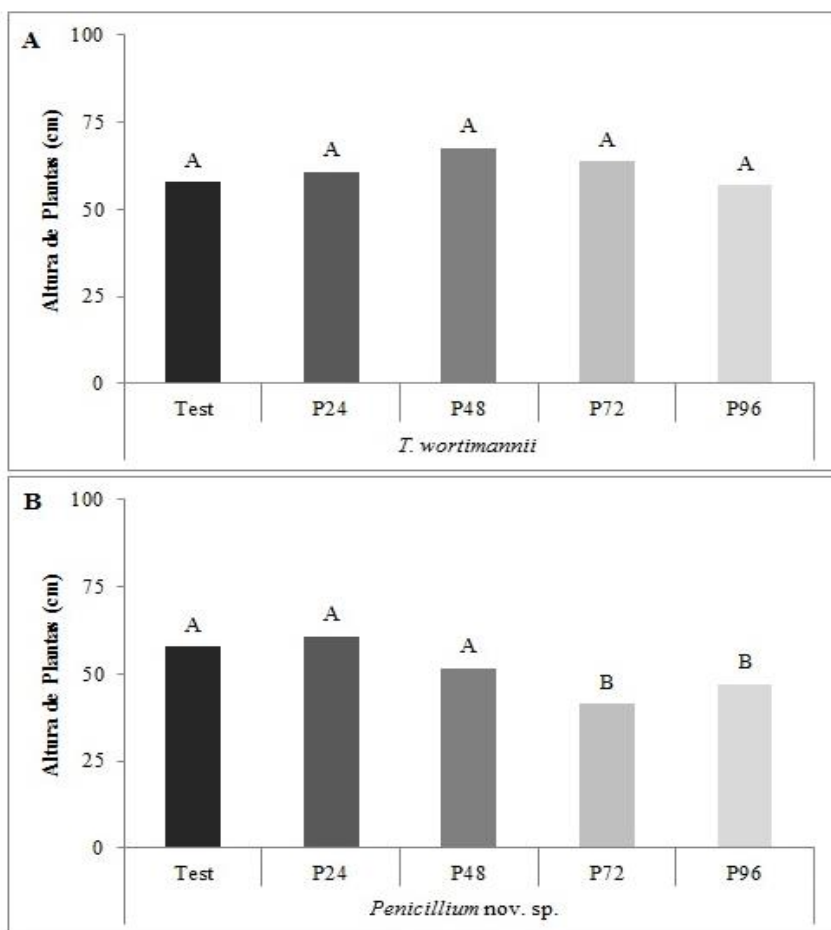 A
100
75
50
25
0
Altura de Plantas (cm)
A A A A A
Test P24 P48 P72 P96
T. wortimannii
B
100
75
50
25
0
Altura de Plantas (cm)
A A A B B
Test P24 P48 P72 P96
Penicillium nov. sp.